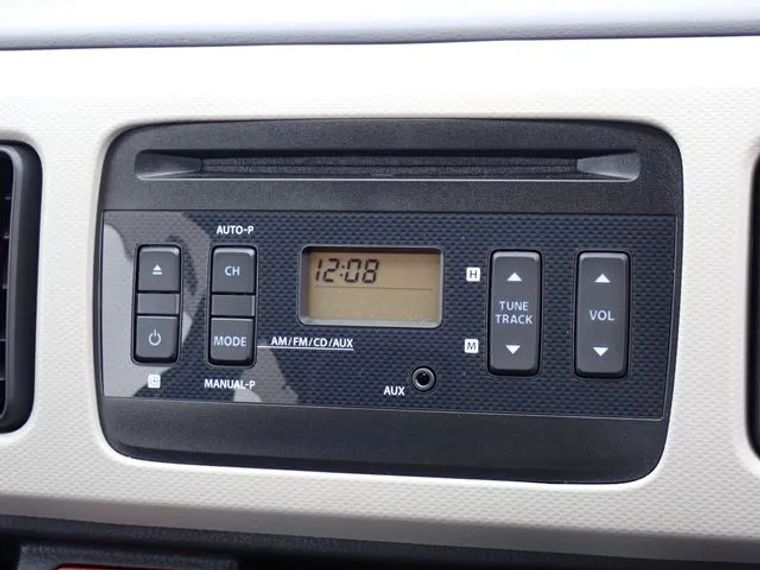 AUTO-P
CH
12:08
H
TUNE
TRACK
VOL
MODE
AM/FM/CD/AUX
M
MANUAL-P
AUX